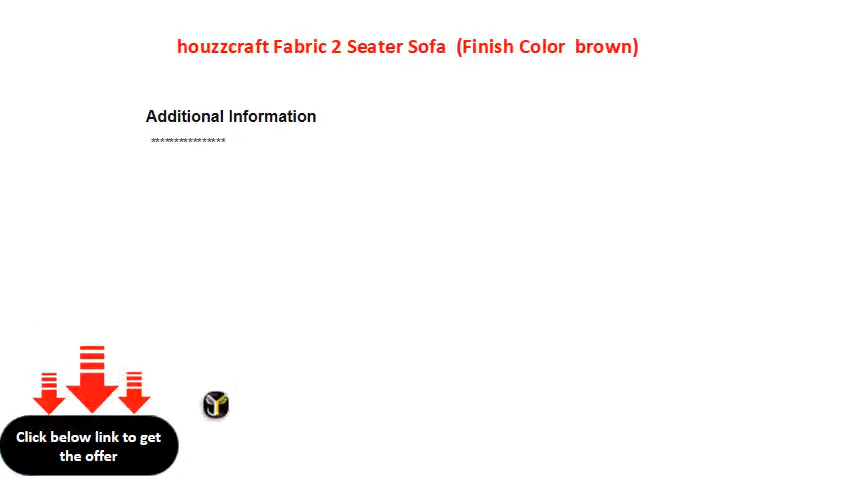 houzzcraft Fabric 2 Seater Sofa  (Finish Color  brown)
Additional Information
****************
Click below link to get
the offer